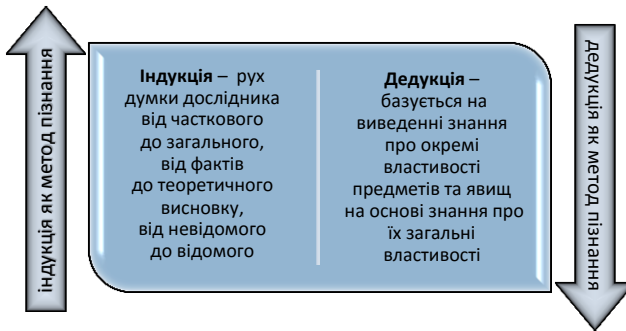 індукція як метод пізнання
Індукція – рух
думки дослідника
від часткового
до загального,
від фактів
до теоретичного
висновку,
від невідомого
до відомого
Дедукція –
базується на
виведенні знання
про окремі
властивості
предметів та явищ
на основі знання про
їх загальні
властивості
дедукція як метод пізнання